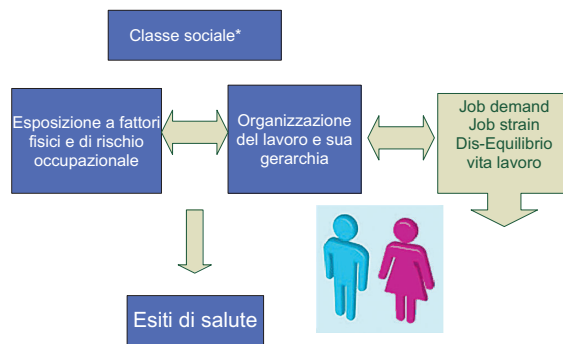 Classe sociale*
Esposizione a fattori
fisici e di rischio
occupazionale
Organizzazione
del lavoro e sua
gerarchia
Job demand
Job strain
Dis-Equilibrio
vita lavoro
Esiti di salute